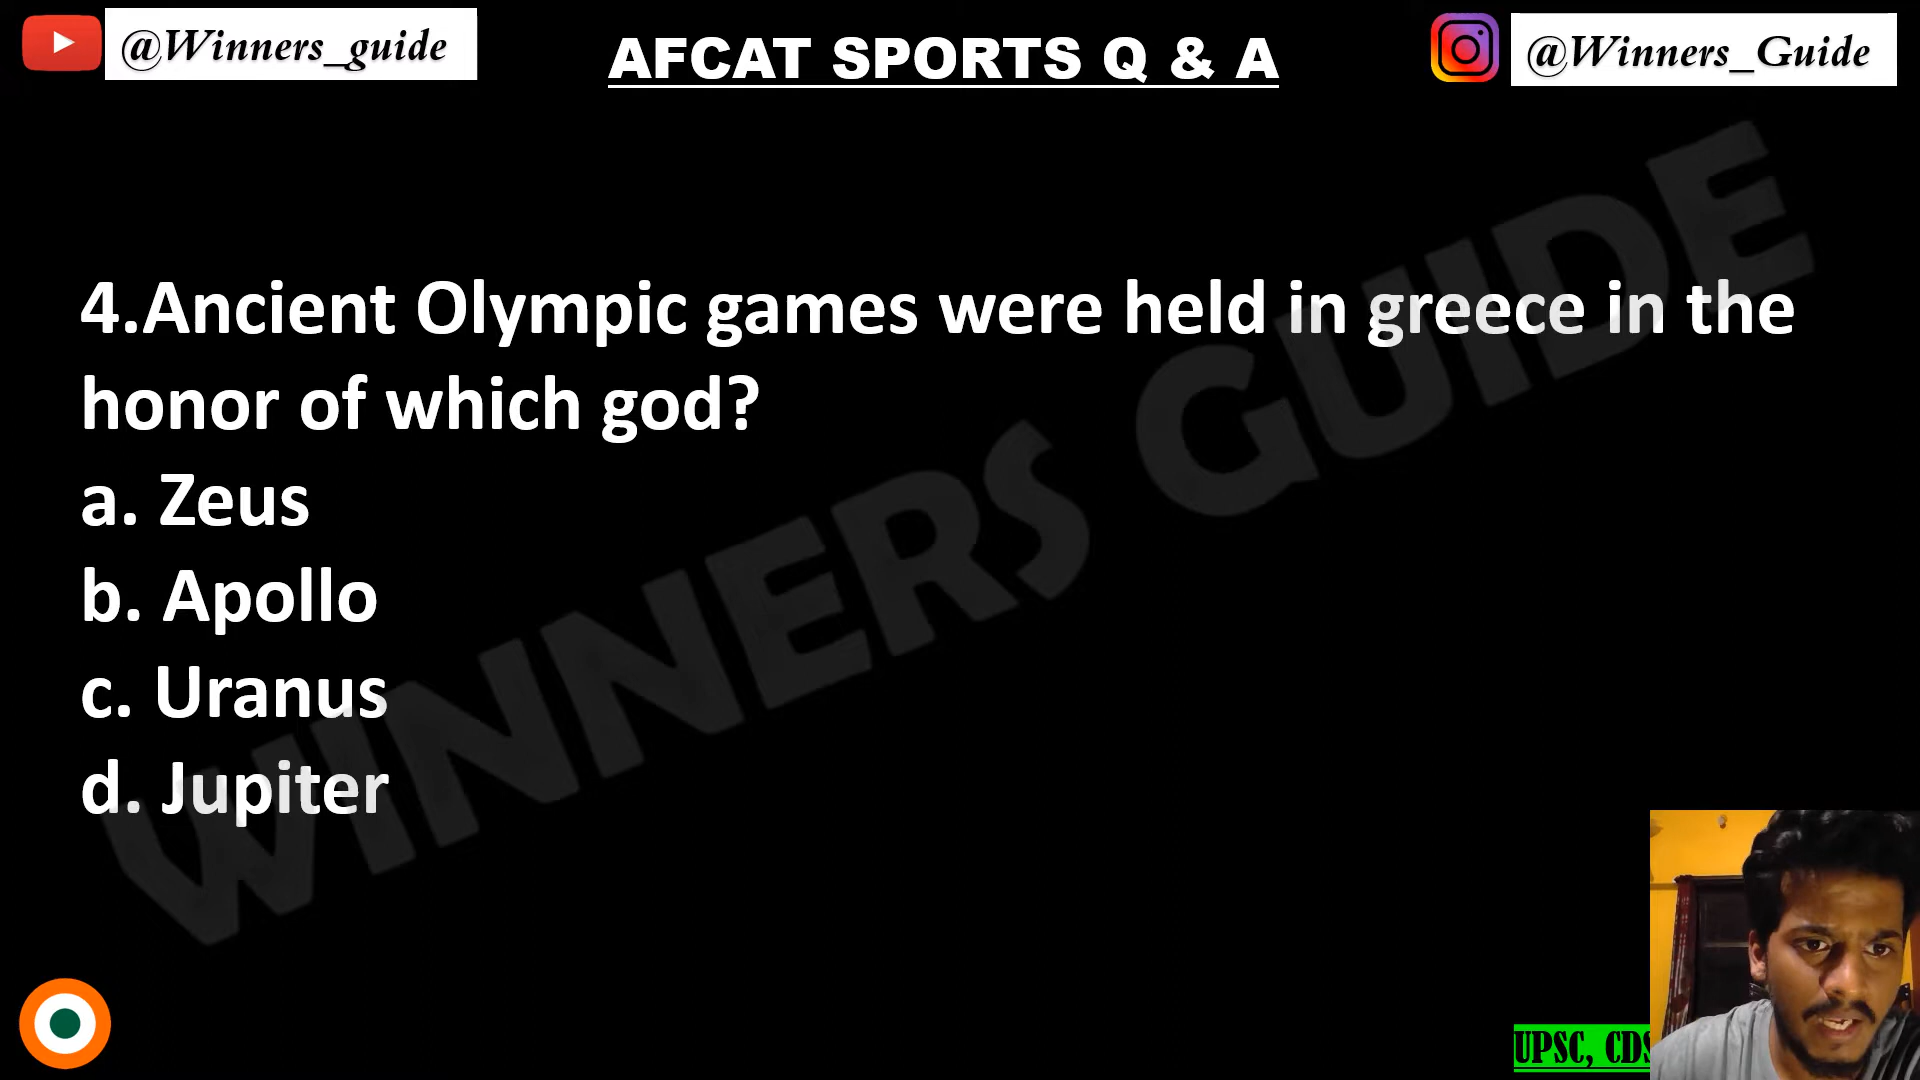 @Winners_guide
AFCAT SPORTS Q & A
@Winners_Guide
4.Ancient Olympic games were held in greece in the
honor of which god?
a. Zeus
b. Apollo
c. Uranus
d. Jupiter
WINNERS GUIDE
UPSC, CDS